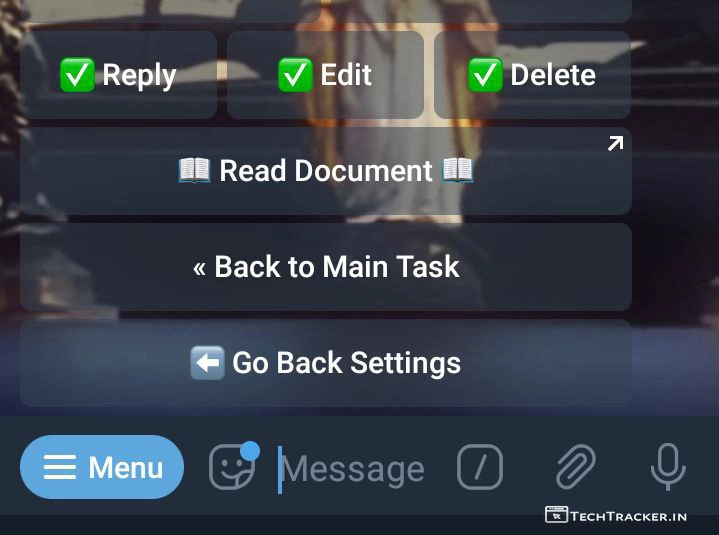 ✅ Reply ✅ Edit ✅ Delete
📖 Read Document 📖
« Back to Main Task
⬅️ Go Back Settings
Menu Message
TECHTRACKER.IN